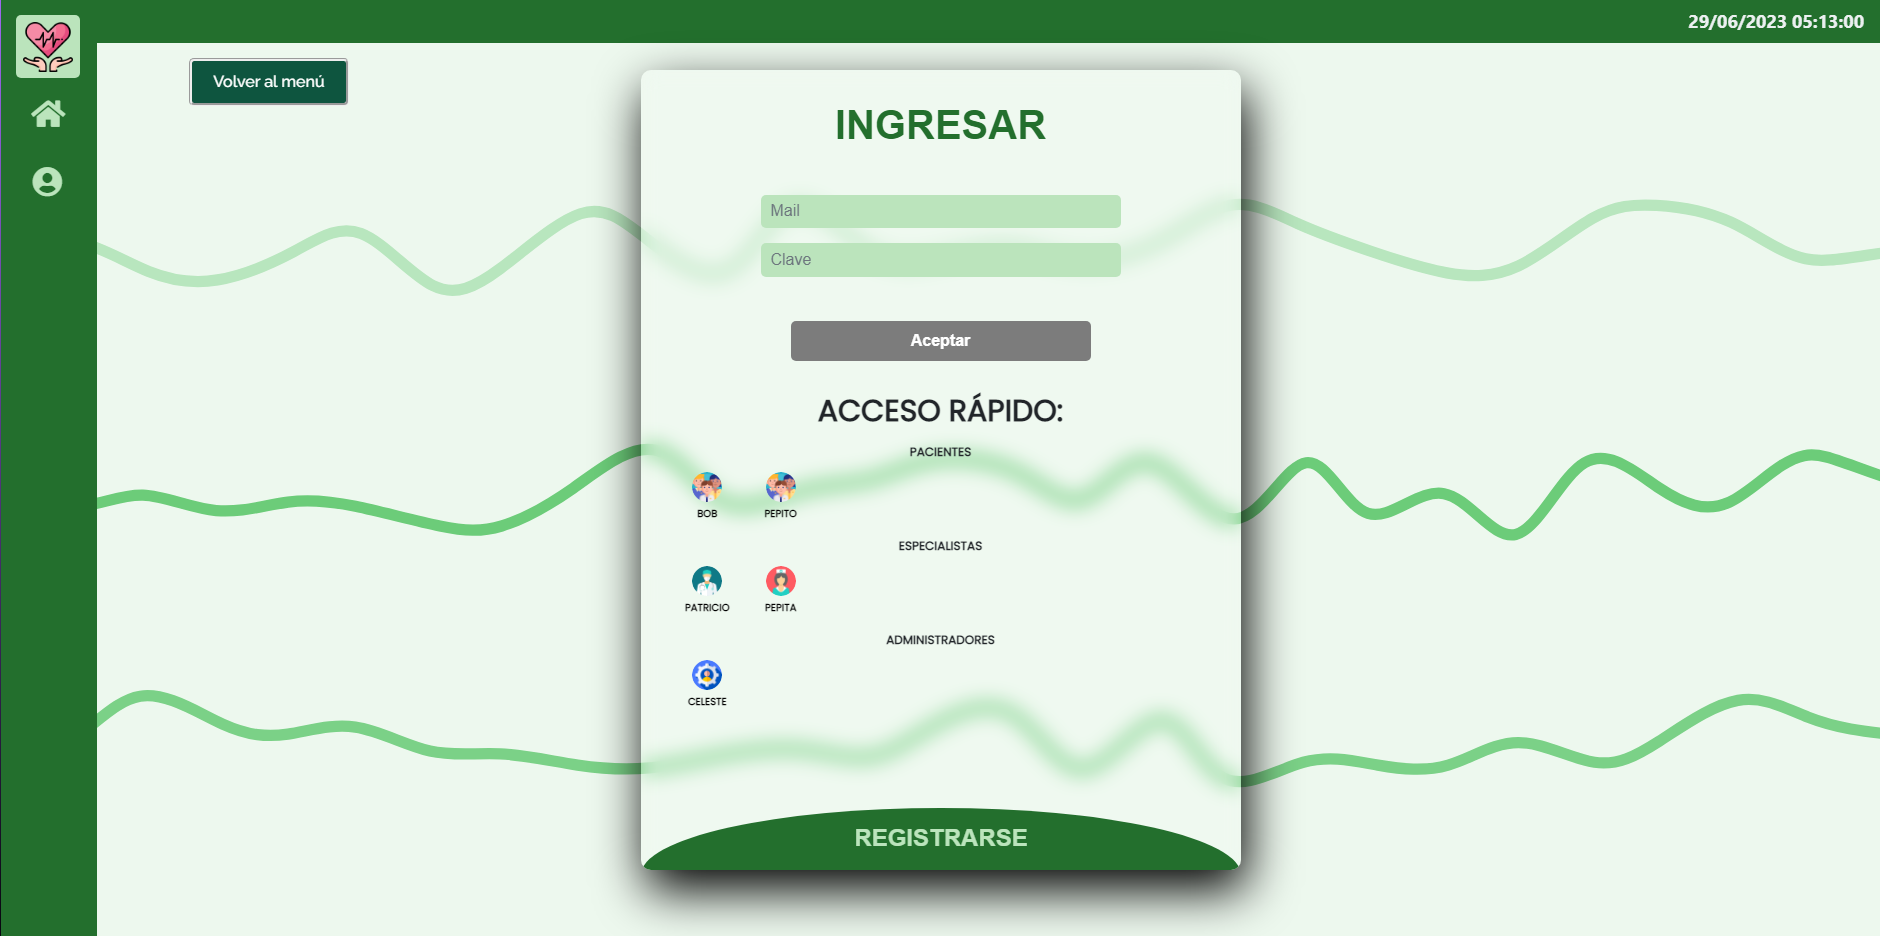 29/06/2023 05:13:00
Volver al menú
INGRESAR
Mail
Clave
Aceptar
ACCESO RÁPIDO:
PACIENTES
BOB PEPITO
ESPECIALISTAS
PATRICIO PEPITA
ADMINISTRADORES
CELESTE
REGISTRARSE